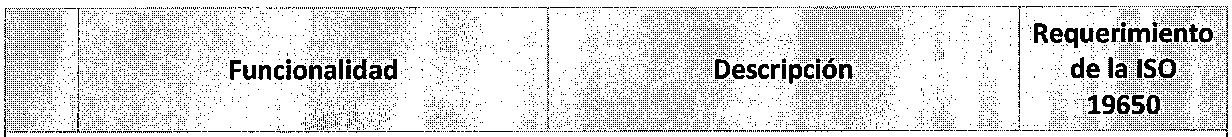 Funcionalidad
Descripción
Requerimiento
de la ISO
19650